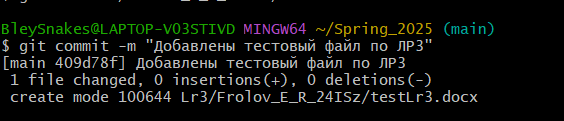 BleySnakes@LAPTOP-V03STIVD MINGW64 ~/Spring_2025 (main)
$ git commit -m "Добавлены тестовый файл по ЛР3"
[main 409d78f] Добавлены тестовый файл по ЛР3
 1 file changed, 0 insertions(+), 0 deletions(-)
 create mode 100644 Lr3/Frolov_E_R_24ISz/testLr3.docx